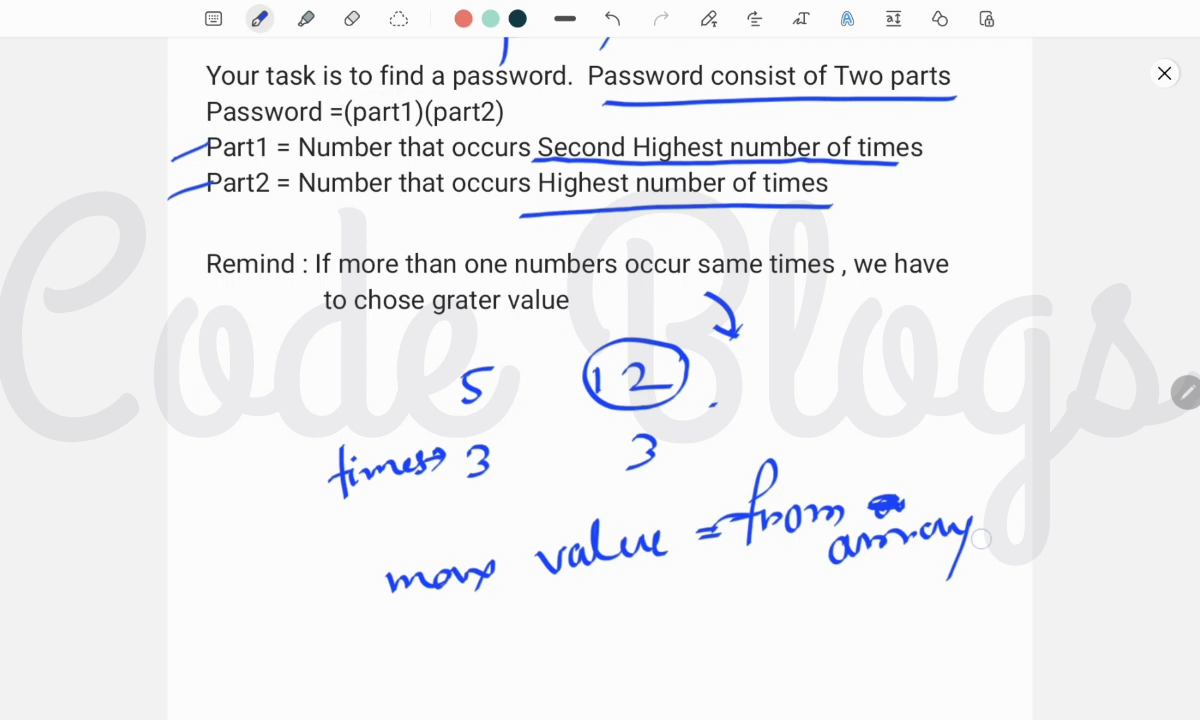 Your task is to find a password. Password consist of Two parts
Password =(part1)(part2)
Part1 = Number that occurs Second Highest number of times
Part2 = Number that occurs Highest number of times
Remind : If more than one numbers occur same times , we have
to chose grater value
5 12
times→ 3 3
max value = from
array
Code Blogs